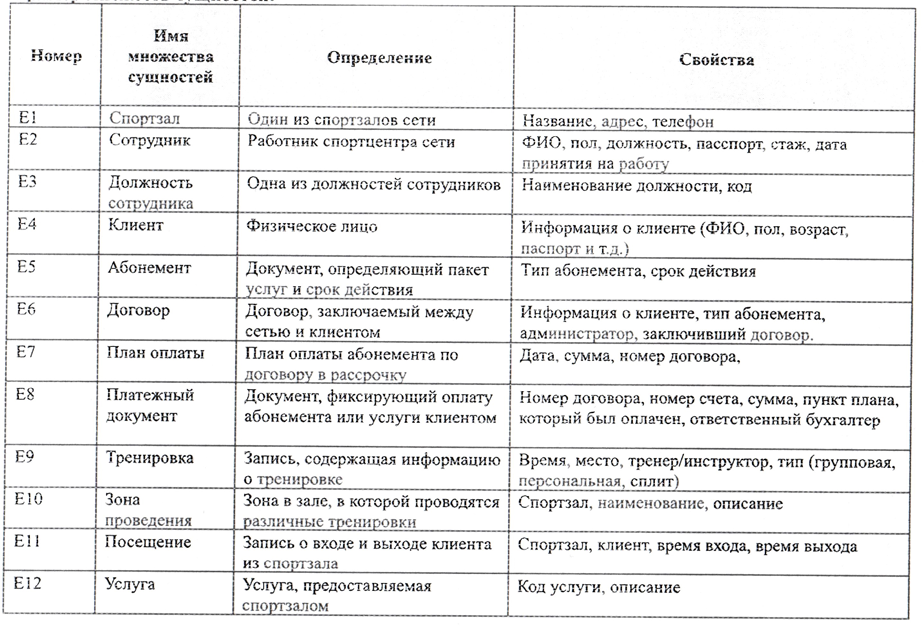 Номер
Имя
множества
сущностей
Определение
Свойства
E1
Спортзал
Один из спортзалов сети
Название, адрес, телефон
E2
Сотрудник
Работник спортцентра сети
ФИО, пол, должность, пасспорт, стаж, дата
принятия на работу
E3
Должность
сотрудника
Одна из должностей сотрудников
Наименование должности, код
E4
Клиент
Физическое лицо
Информация о клиенте (ФИО, пол, возраст,
паспорт и т.д.)
E5
Абонемент
Документ, определяющий пакет
услуг и срок действия
Тип абонемента, срок действия
E6
Договор
Договор, заключаемый между
сетью и клиентом
Информация о клиенте, тип абонемента,
администратор, заключивший договор.
E7
План оплаты
План оплаты абонемента по
договору в рассрочку
Дата, сумма, номер договора,
E8
Платежный
документ
Документ, фиксирующий оплату
абонемента или услуги клиентом
Номер договора, номер счета, сумма, пункт плана,
который был оплачен, ответственный бухгалтер
E9
Тренировка
Запись, содержащая информацию
о тренировке
Время, место, тренер/инструктор, тип (групповая,
персональная, сплит)
E10
Зона
проведения
Зона в зале, в которой проводятся
различные тренировки
Спортзал, наименование, описание
E11
Посещение
Запись о входе и выходе клиента
из спортзала
Спортзал, клиент, время входа, время выхода
E12
Услуга
Услуга, предоставляемая
спортзалом
Код услуги, описание